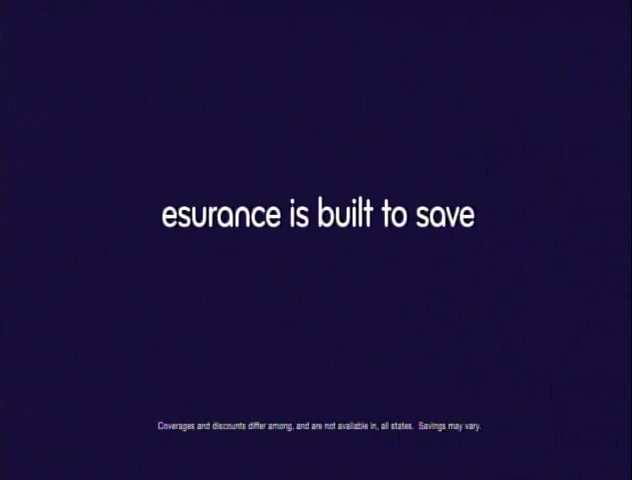 esurance is built to save
Coverages and discounts differ among, and are not available in, all states. Savings may vary.